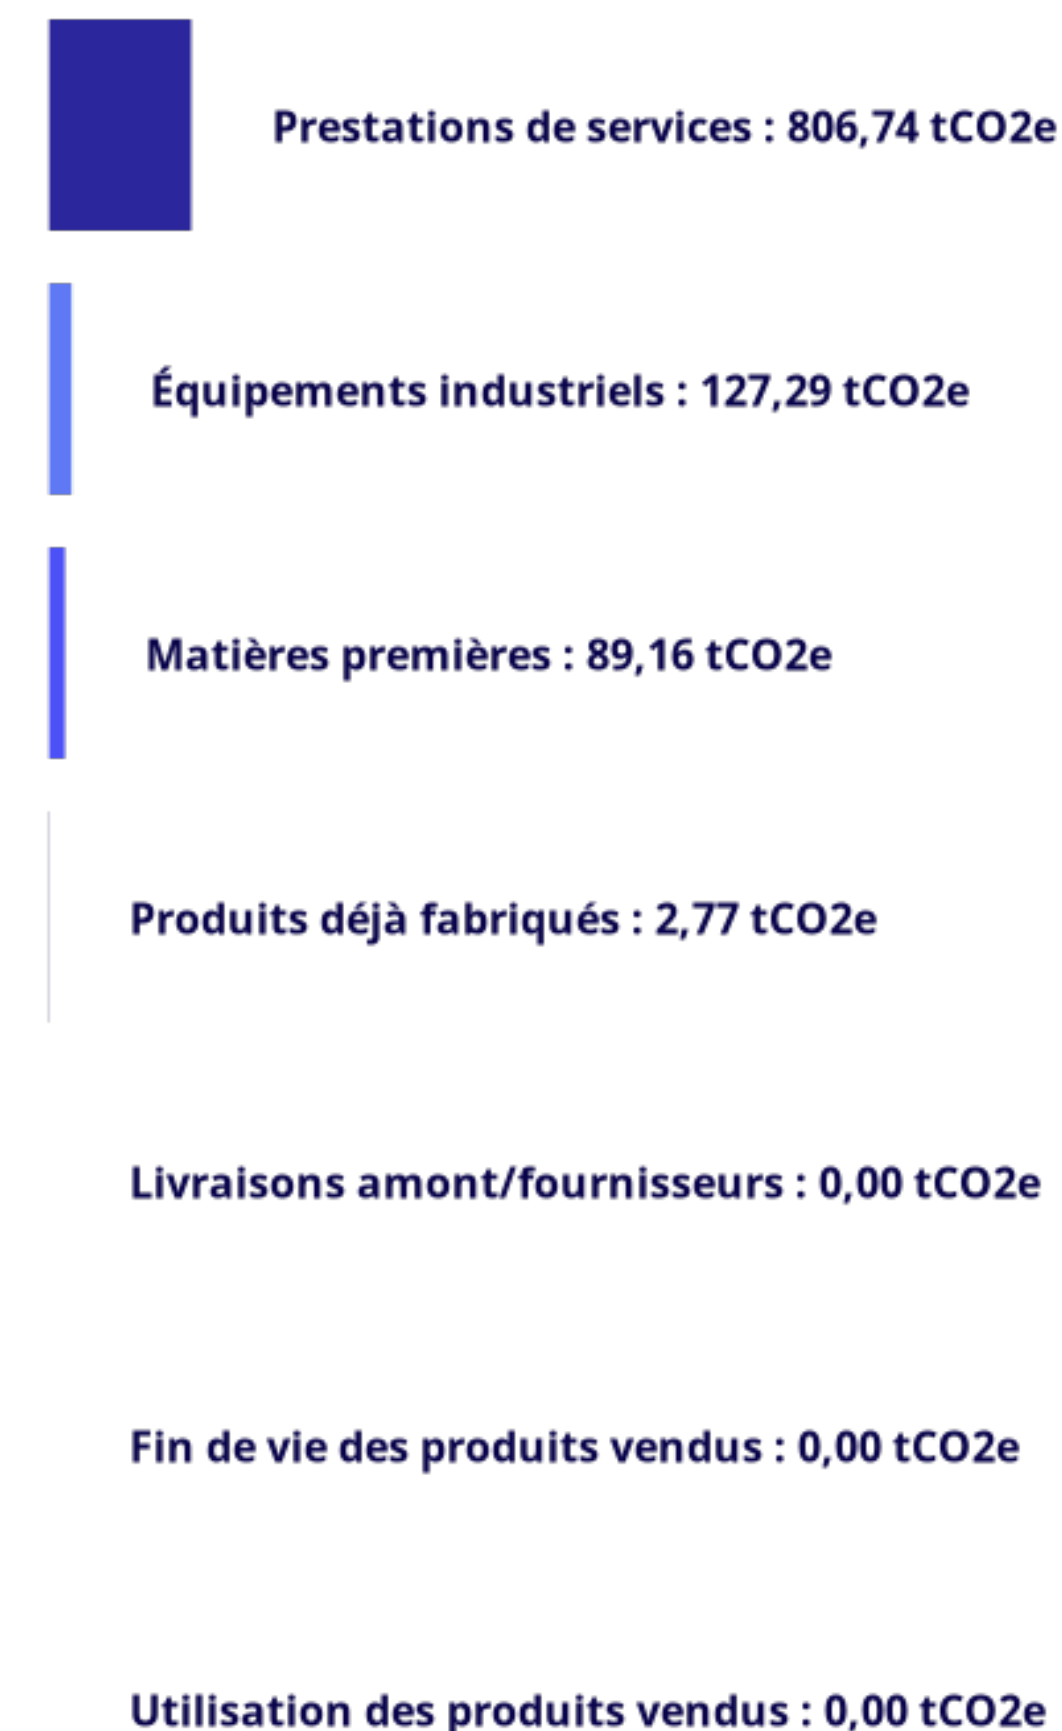 Prestations de services : 806,74 tCO2e
Équipements industriels : 127,29 tCO2e
Matières premières : 89,16 tCO2e
Produits déjà fabriqués : 2,77 tCO2e
Livraisons amont/fournisseurs : 0,00 tCO2e
Fin de vie des produits vendus : 0,00 tCO2e
Utilisation des produits vendus : 0,00 tCO2e